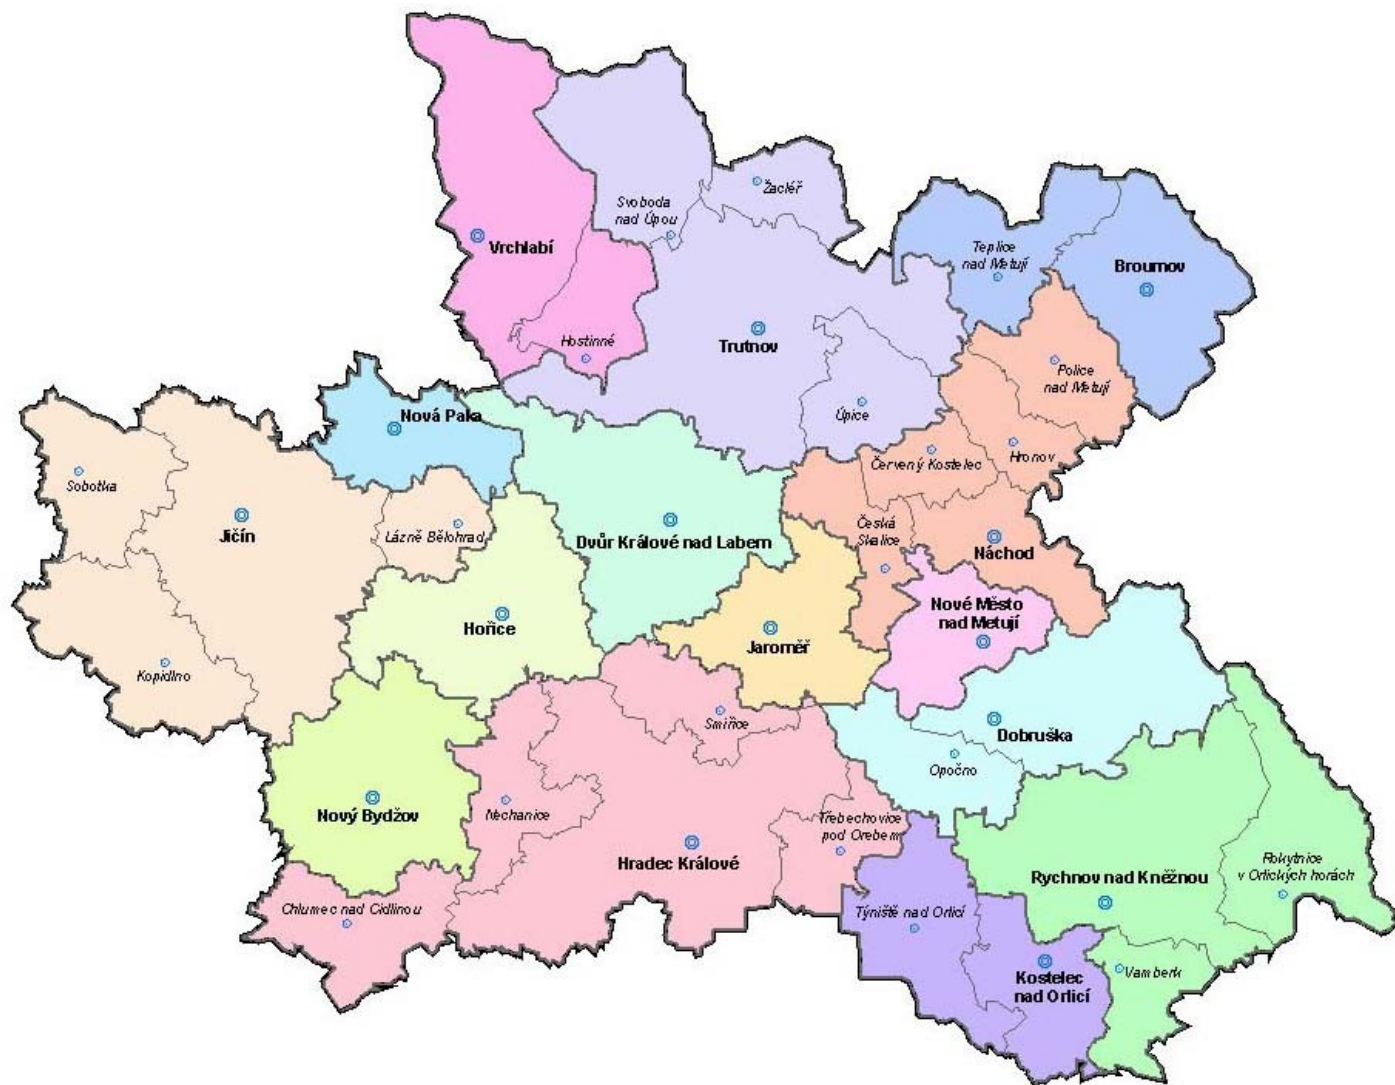 Svoboda
nad Úpou
Žacléř
Vrchlabí
Teplice
nad Metují
Broumov
Hostinné
Trutnov
Police
nad Metují
Nová Paka
Úpice
Sobotka
Červený Kostelec
Hronov
Jičín
Lázně Bělohrad
Dvůr Králové nad Labem
Česká
Skalice
Náchod
Hořice
Nové Město
nad Metují
Jaroměř
Kopidlno
Smiřice
Dobruška
Opočno
Nový Bydžov
Nechanice
Třebechovice
pod Orebem
Hradec Králové
Rychnov nad Kněžnou
Rokytnice
v Orlických horách
Chlumec nad Cidlinou
Týniště nad Orlicí
Kostelec
nad Orlicí
Vamberk